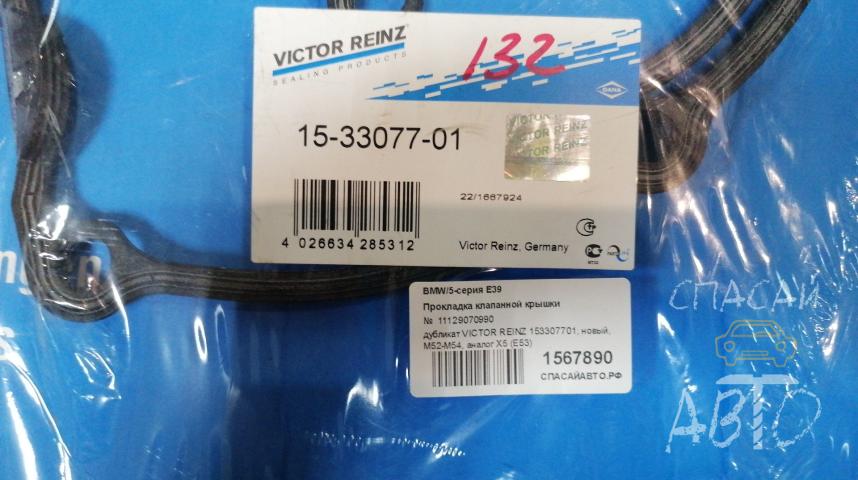 VICTOR REINZ®
SEALING PRODUCTS
132
DANA
15-33077-01
VICTOR REINZ
VICTOR REINZ
VICTOR REINZ
22/1667924
4 026634 285312
Victor Reinz, Germany
BMW/5-серия E39
Прокладка клапанной крышки
№ 11129070990
дубликат VICTOR REINZ 153307701, новый,
M52-M54, аналог X5 (E53)
1567890
СПАСАЙАВТО.РФ
СПАСАЙ
АВТО